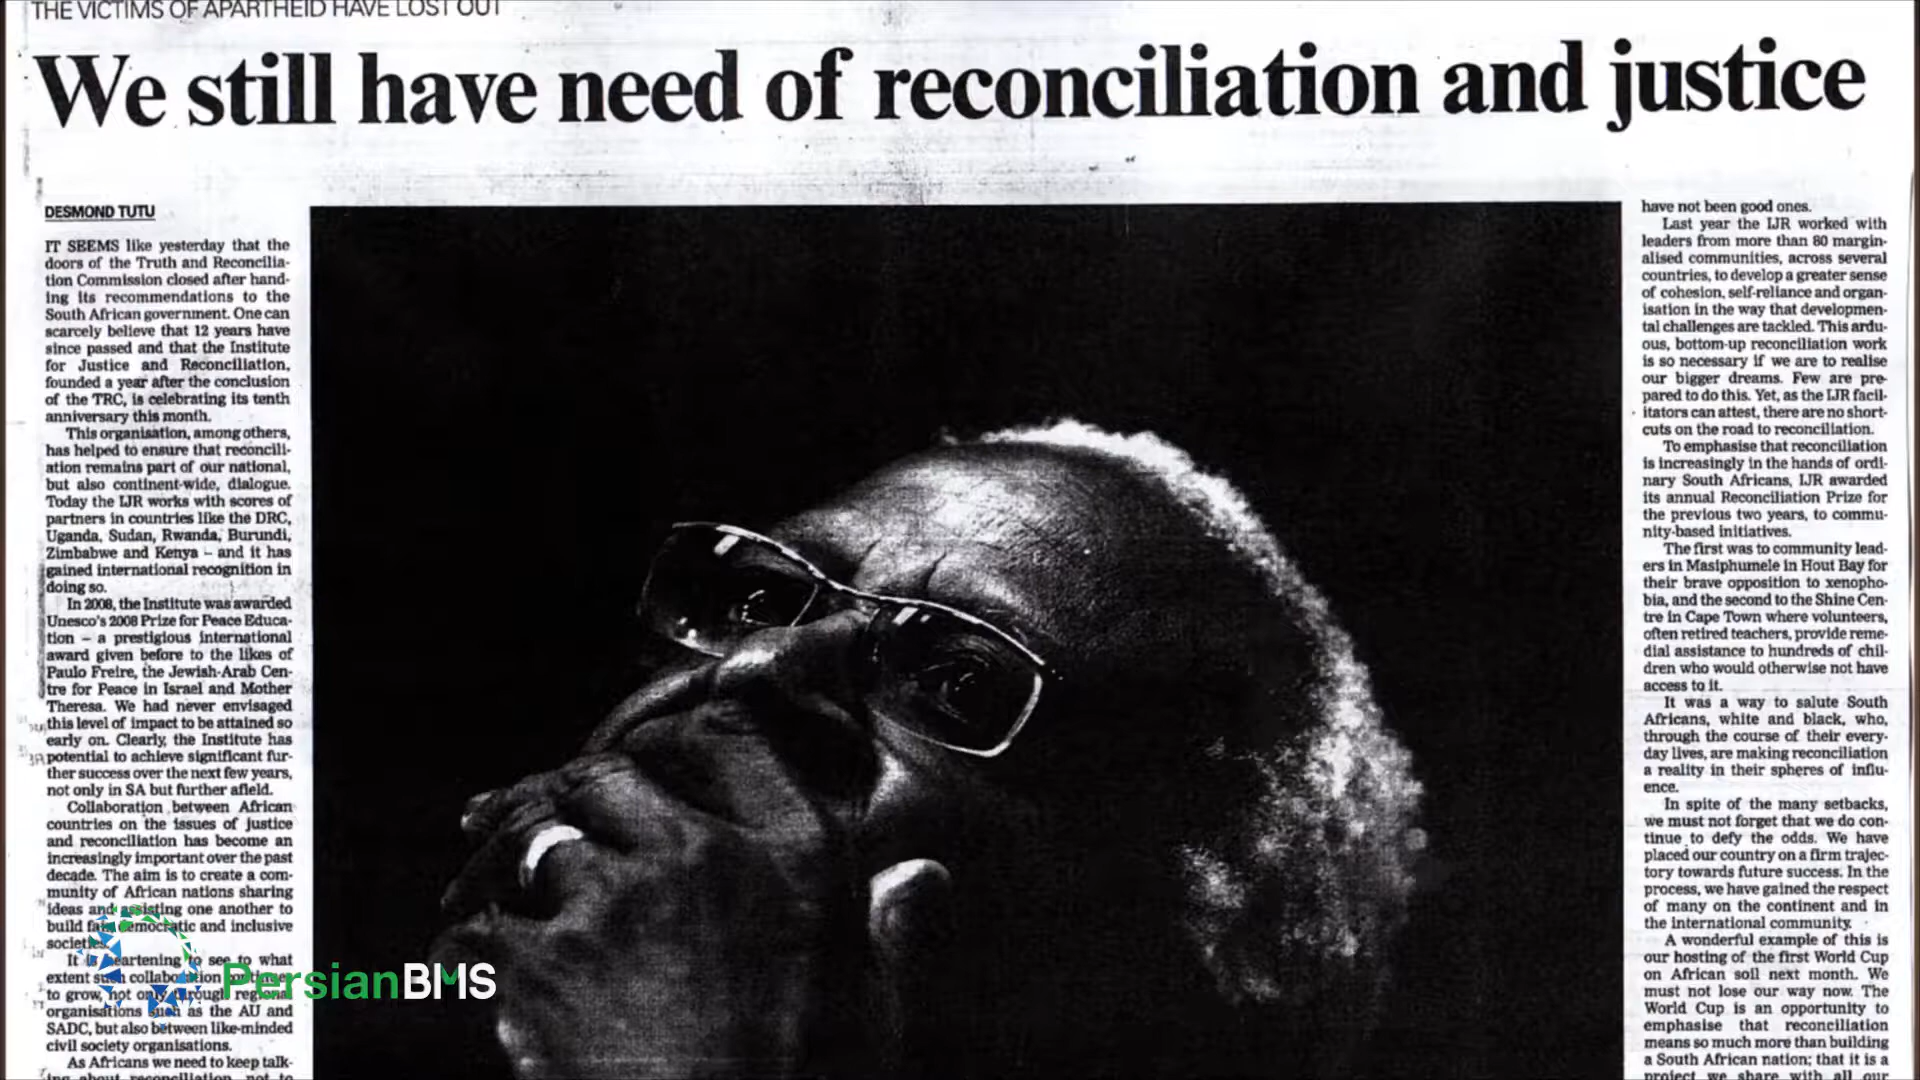 THE VICTIMS OF APARTHEID HAVE LOST OUT
We still have need of reconciliation and justice
DESMOND TUTU
IT SEEMS like yesterday that the
doors of the Truth and Reconcilia-
tion Commission closed after hand-
ing its recommendations to the
South African government. One can
scarcely believe that 12 years have
since passed and that the Institute
for Justice and Reconciliation,
founded a year after the conclusion
of the TRC, is celebrating its tenth
anniversary this month.
This organisation, among others,
has helped to ensure that reconcili-
ation remains part of our national,
but also continent-wide, dialogue.
Today the IJR works with scores of
partners in countries like the DRC,
Uganda, Sudan, Rwanda, Burundi,
Zimbabwe and Kenya – and it has
gained international recognition in
doing so.
In 2008, the Institute was awarded
Unesco's 2008 Prize for Peace Educa-
tion – a prestigious international
award given before to the likes of
Paulo Freire, the Jewish-Arab Cen-
tre for Peace in Israel and Mother
Theresa. We had never envisaged
this level of impact to be attained so
early on. Clearly, the Institute has
potential to achieve significant fur-
ther success over the next few years,
not only in SA but further afield.
Collaboration between African
countries on the issues of justice
and reconciliation has become an
increasingly important over the past
decade. The aim is to create a com-
munity of African nations sharing
ideas and assisting one another to
build fair democratic and inclusive
societies.
It is heartening to see to what
extent such collaboration continues
to grow, not only through regional
organisations such as the AU and
SADC, but also between like-minded
civil society organisations.
As Africans we need to keep talk-
ing about reconciliation, not to
have not been good ones.
Last year the IJR worked with
leaders from more than 80 margin-
alised communities, across several
countries, to develop a greater sense
of cohesion, self-reliance and organ-
isation in the way that developmen-
tal challenges are tackled. This ardu-
ous, bottom-up reconciliation work
is so necessary if we are to realise
our bigger dreams. Few are pre-
pared to do this. Yet, as the IJR facil-
itators can attest, there are no short-
cuts on the road to reconciliation.
To emphasise that reconciliation
is increasingly in the hands of ordi-
nary South Africans, IJR awarded
its annual Reconciliation Prize for
the previous two years, to commu-
nity-based initiatives.
The first was to community lead-
ers in Masiphumele in Hout Bay for
their brave opposition to xenopho-
bia, and the second to the Shine Cen-
tre in Cape Town where volunteers,
often retired teachers, provide reme-
dial assistance to hundreds of chil-
dren who would otherwise not have
access to it.
It was a way to salute South
Africans, white and black, who,
through the course of their every-
day lives, are making reconciliation
a reality in their spheres of influ-
ence.
In spite of the many setbacks,
we must not forget that we do con-
tinue to defy the odds. We have
placed our country on a firm trajec-
tory towards future success. In the
process, we have gained the respect
of many on the continent and in
the international community.
A wonderful example of this is
our hosting of the first World Cup
on African soil next month. We
must not lose our way now. The
World Cup is an opportunity to
emphasise that reconciliation
means so much more than building
a South African nation; that it is a
project we share with all our
PersianBMS